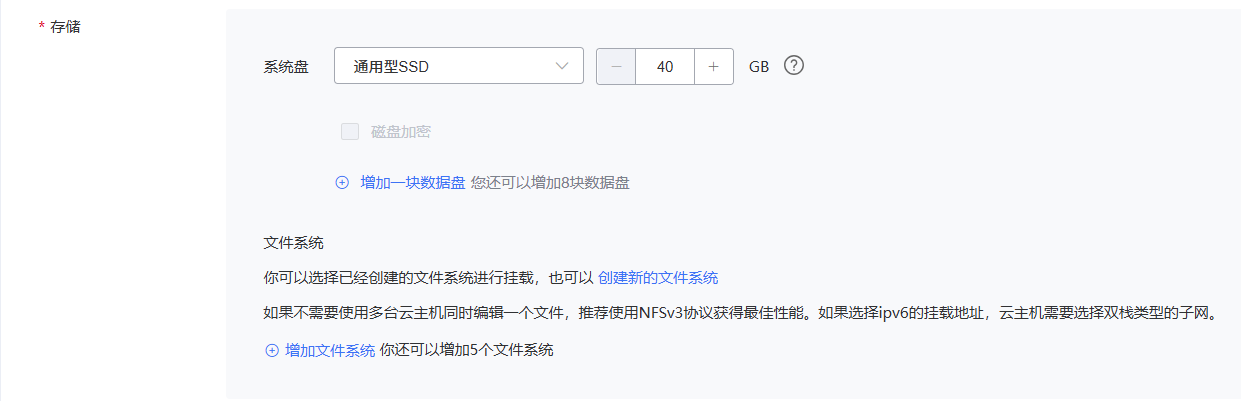 * 存储
系统盘 通用型SSD − 40 + GB ?
磁盘加密
增加一块数据盘 您还可以增加8块数据盘
文件系统
你可以选择已经创建的文件系统进行挂载，也可以 创建新的文件系统
如果不需要使用多台云主机同时编辑一个文件，推荐使用NFSv3协议获得最佳性能。如果选择ipv6的挂载地址，云主机需要选择双栈类型的子网。
增加文件系统 你还可以增加5个文件系统